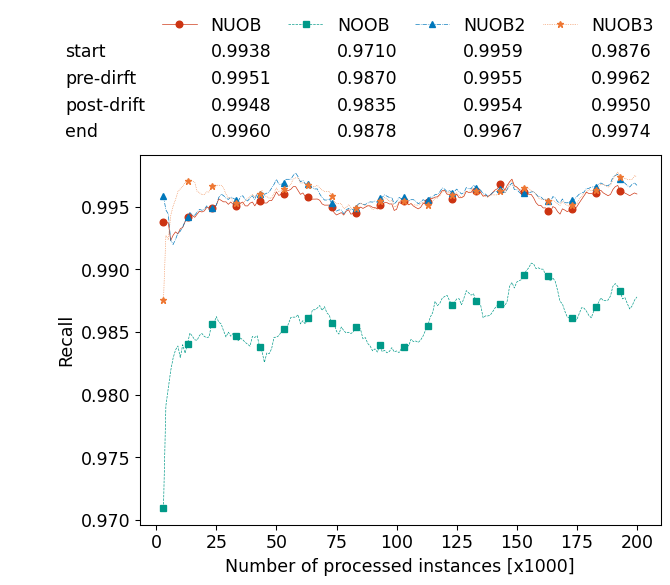 NUOB NOOB NUOB2 NUOB3
start 0.9938 0.9710 0.9959 0.9876
pre-dirft 0.9951 0.9870 0.9955 0.9962
post-drift 0.9948 0.9835 0.9954 0.9950
end 0.9960 0.9878 0.9967 0.9974
0.995
0.990
0.985
0.980
0.975
0.970
Recall
0 25 50 75 100 125 150 175 200
Number of processed instances [x1000]